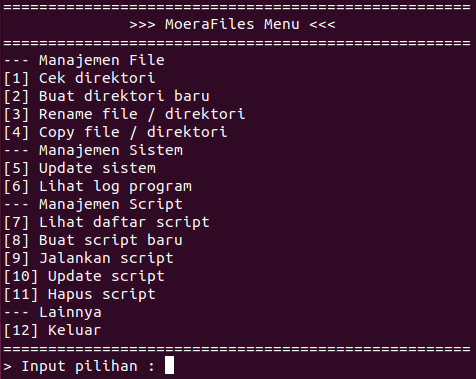 ====================================================
>>> MoeraFiles Menu <<<
====================================================
--- Manajemen File
[1] Cek direktori
[2] Buat direktori baru
[3] Rename file / direktori
[4] Copy file / direktori
--- Manajemen Sistem
[5] Update sistem
[6] Lihat log program
--- Manajemen Script
[7] Lihat daftar script
[8] Buat script baru
[9] Jalankan script
[10] Update script
[11] Hapus script
--- Lainnya
[12] Keluar
====================================================
> Input pilihan :